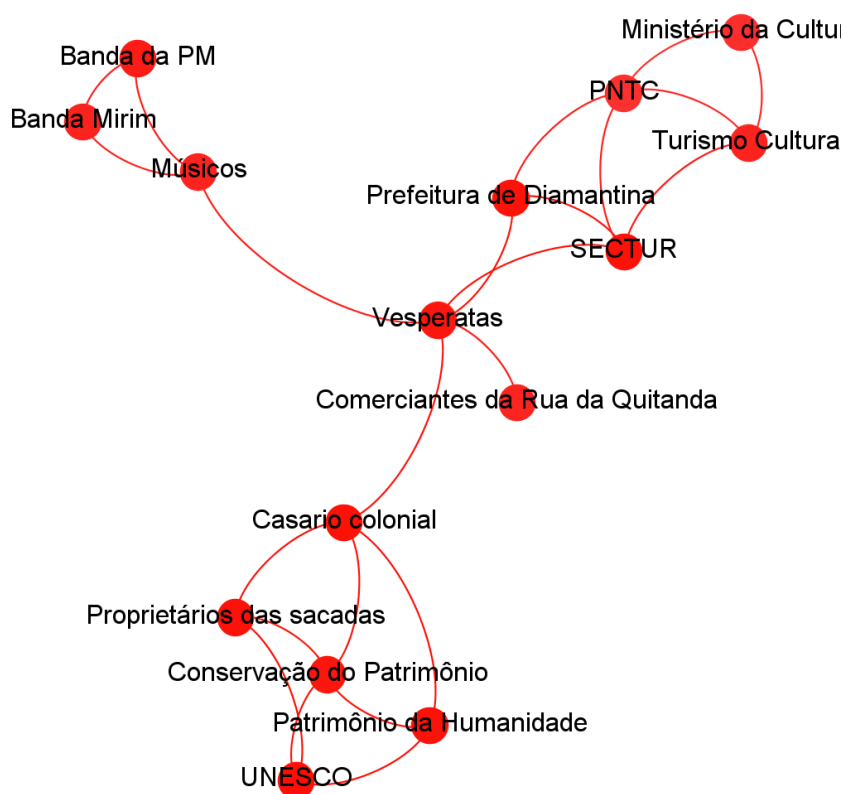 Ministério da Cultur
Banda da PM
PNTC
Banda Mirim
Turismo Cultural
Músicos
Prefeitura de Diamantina
SECTUR
Vesperatas
Comerciantes da Rua da Quitanda
Casario colonial
Proprietários das sacadas
Conservação do Patrimônio
Patrimônio da Humanidade
UNESCO